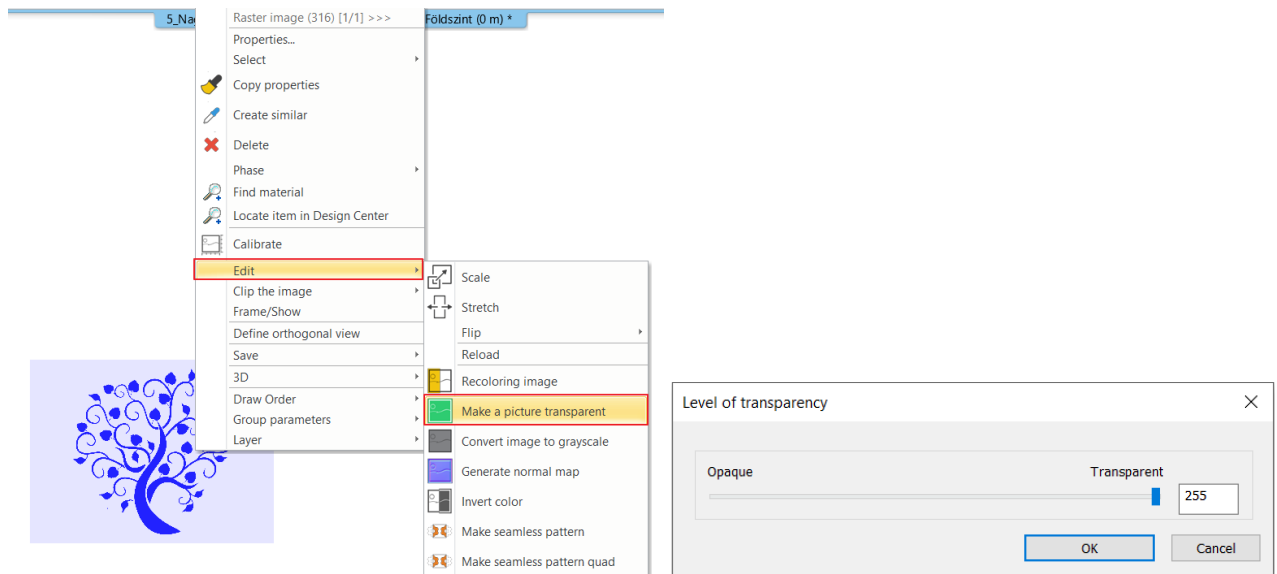 5_Na
Földszint (0 m) *
Raster image (316) [1/1] >>>
Properties...
Select
Copy properties
Create similar
Delete
Phase
Find material
Locate item in Design Center
Calibrate
Edit
Clip the image
Frame/Show
Define orthogonal view
Save
3D
Draw Order
Group parameters
Layer
Scale
Stretch
Flip
Reload
Recoloring image
Make a picture transparent
Convert image to grayscale
Generate normal map
Invert color
Make seamless pattern
Make seamless pattern quad
Level of transparency
Opaque
Transparent
255
OK
Cancel